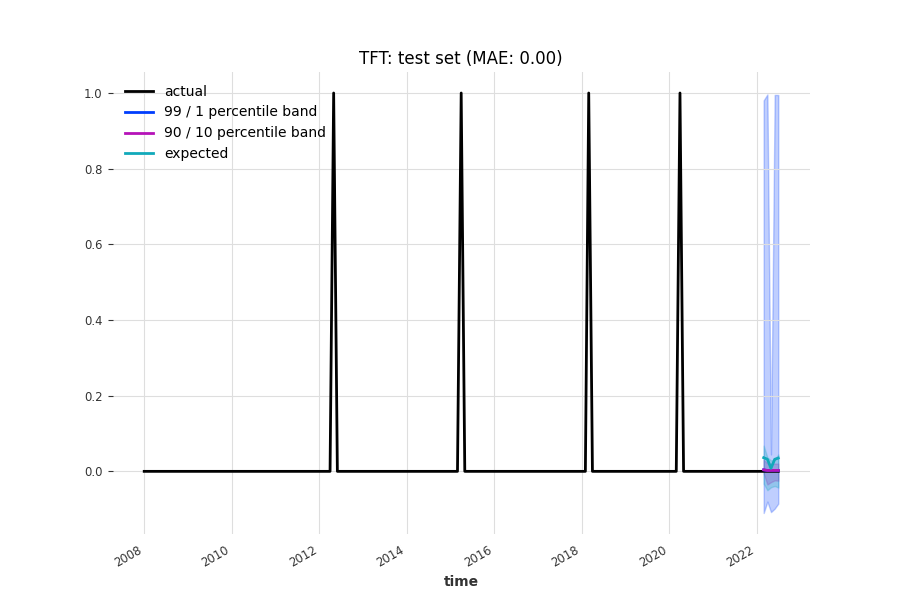 TFT: test set (MAE: 0.00)
actual
99 / 1 percentile band
90 / 10 percentile band
expected
1.0
0.8
0.6
0.4
0.2
0.0
2008
2010
2012
2014
2016
2018
2020
2022
time